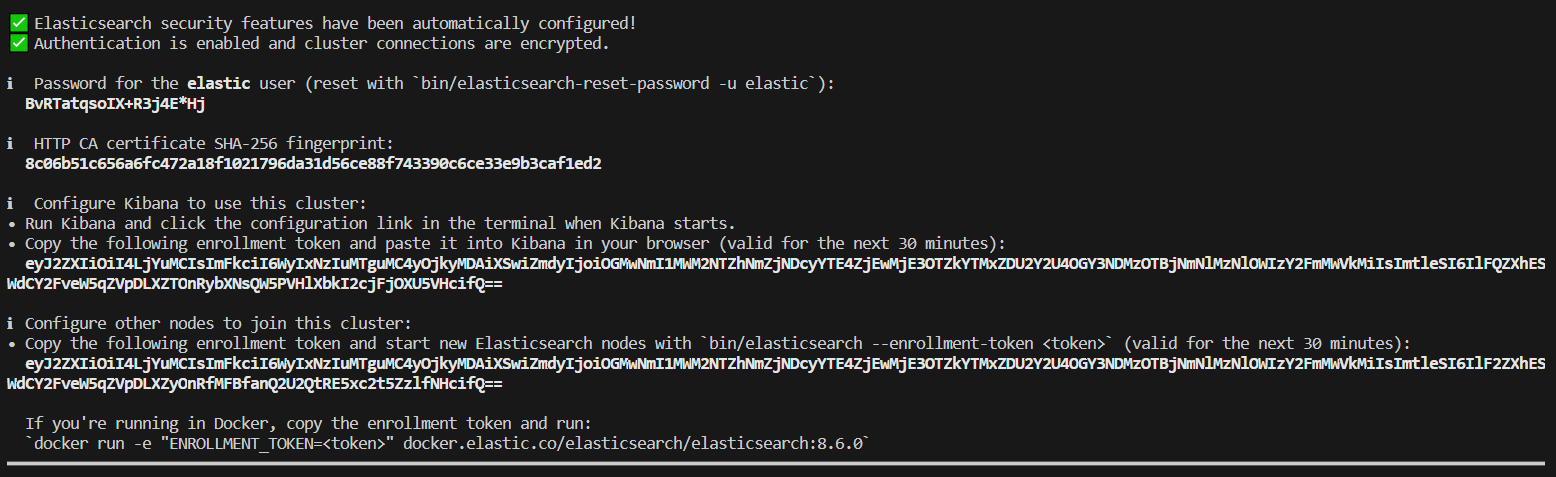 ✅ Elasticsearch security features have been automatically configured!
✅ Authentication is enabled and cluster connections are encrypted.
ℹ  Password for the elastic user (reset with `bin/elasticsearch-reset-password -u elastic`):
BvRTatqsoIX+R3j4E*Hj
ℹ  HTTP CA certificate SHA-256 fingerprint:
8c06b51c656a6fc472a18f1021796da31d56ce88f743390c6ce33e9b3caf1ed2
ℹ  Configure Kibana to use this cluster:
• Run Kibana and click the configuration link in the terminal when Kibana starts.
• Copy the following enrollment token and paste it into Kibana in your browser (valid for the next 30 minutes):
eyJ2ZXIiOiI4LjYuMCIsImFkciI6WyIxNzIuMTguMC4yOjkyMDAiXSwiZmdyIjoiOGMwNmI1MWM2NTZhNmZjNDcyYTE4ZjEwMjE3OTZkYTMxZDU2Y2U4OGY3NDMzOTBjNmNlMzNlOWIzY2FmMWVkMiIsImtleSI6IlFQZXhES
WdCY2FveW5qZVpDLXZTOnRybXNsQW5PVHlXbkI2cjFjOXU5VHcifQ==
ℹ Configure other nodes to join this cluster:
• Copy the following enrollment token and start new Elasticsearch nodes with `bin/elasticsearch --enrollment-token <token>` (valid for the next 30 minutes):
eyJ2ZXIiOiI4LjYuMCIsImFkciI6WyIxNzIuMTguMC4yOjkyMDAiXSwiZmdyIjoiOGMwNmI1MWM2NTZhNmZjNDcyYTE4ZjEwMjE3OTZkYTMxZDU2Y2U4OGY3NDMzOTBjNmNlMzNlOWIzY2FmMWVkMiIsImtleSI6IlF2ZXhES
WdCY2FveW5qZVpDLXZyOnRfMFBfanQ2U2QtRE5xc2t5ZzlfNHcifQ==
If you're running in Docker, copy the enrollment token and run:
`docker run -e "ENROLLMENT_TOKEN=<token>" docker.elastic.co/elasticsearch/elasticsearch:8.6.0`